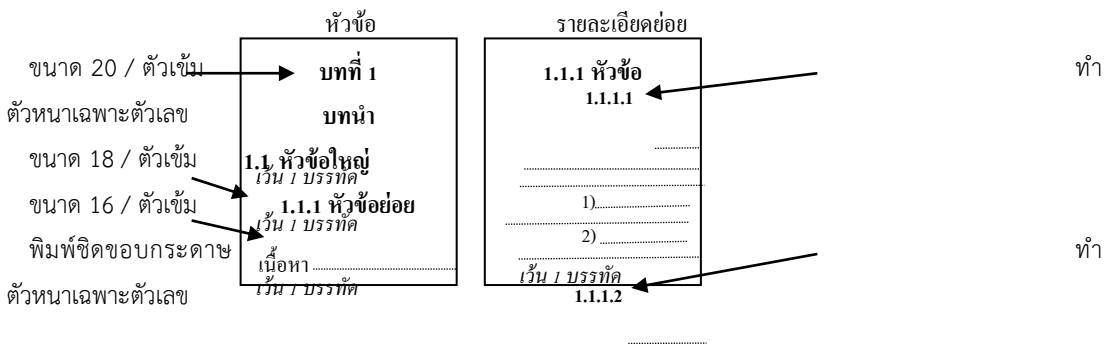 หัวข้อ รายละเอียดย่อย
ขนาด 20 / ตัวเข้ม บทที่ 1 1.1.1 หัวข้อ ทำ
1.1.1.1
ตัวหนาเฉพาะตัวเลข บทนำ
ขนาด 18 / ตัวเข้ม 1.1 หัวข้อใหญ่
เว้น 1 บรรทัด
ขนาด 16 / ตัวเข้ม 1.1.1 หัวข้อย่อย 1)
เว้น 1 บรรทัด
พิมพ์ชิดขอบกระดาษ 2) ทำ
เนื้อหา
เว้น 1 บรรทัด เว้น 1 บรรทัด
ตัวหนาเฉพาะตัวเลข 1.1.1.2